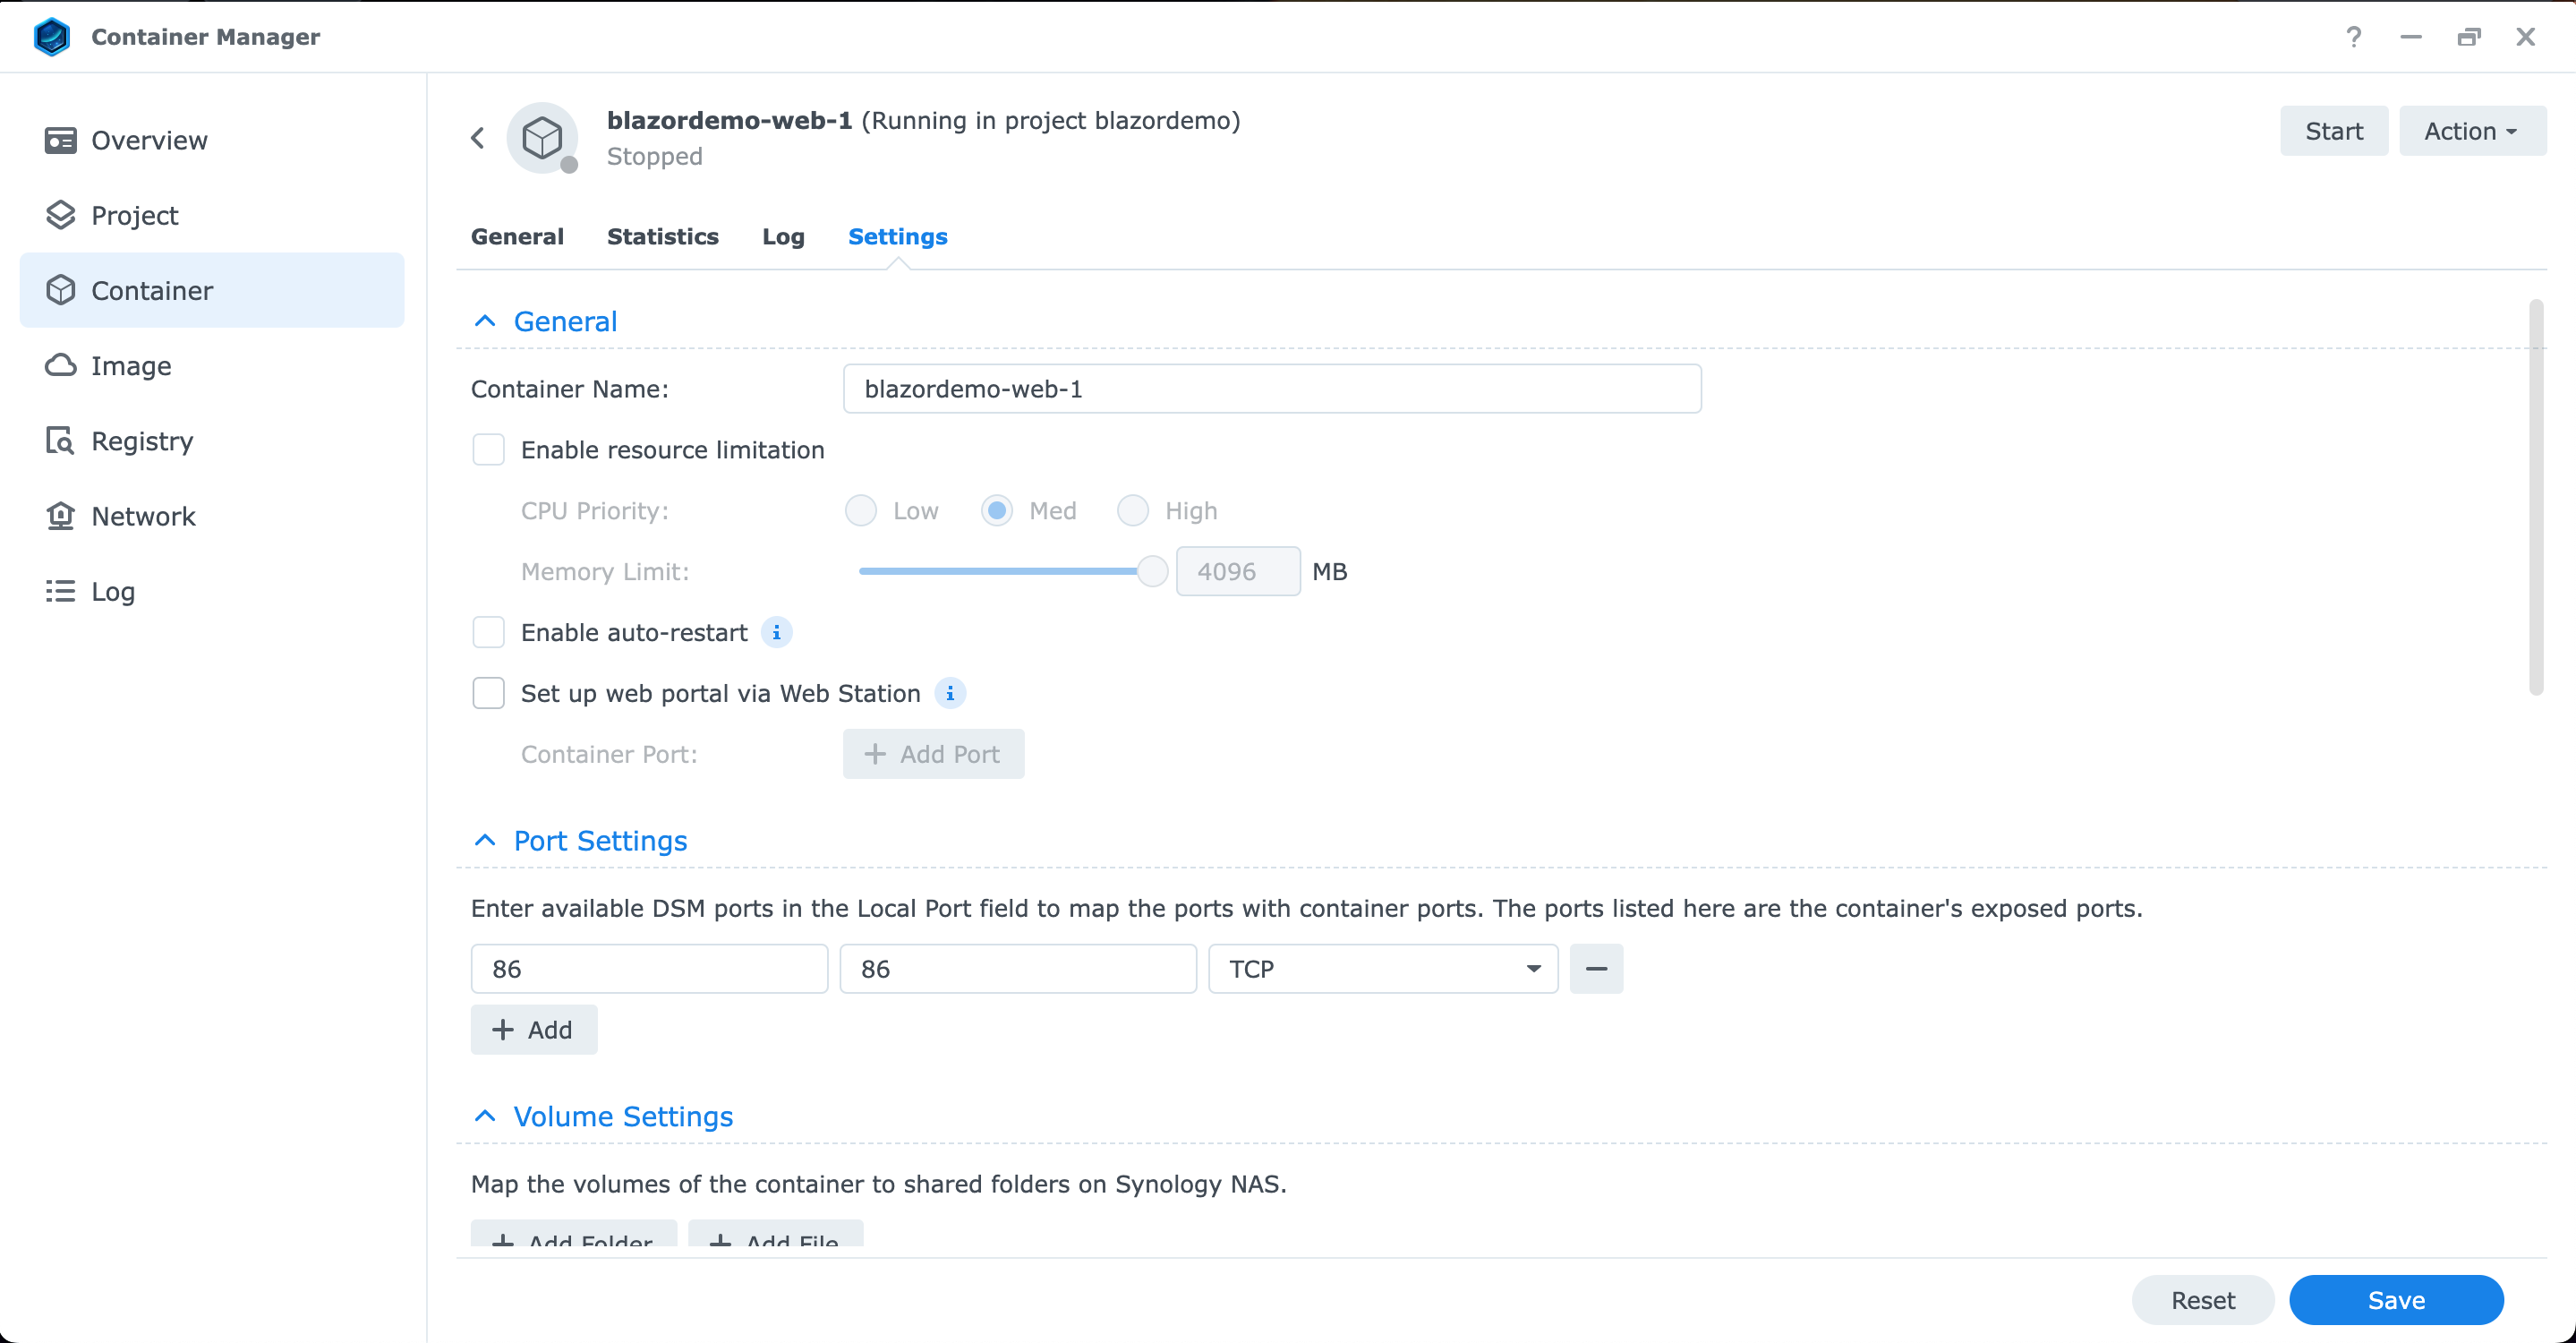 Container Manager
Overview
Project
Container
Image
Registry
Network
Log
blazordemo-web-1 (Running in project blazordemo)
Stopped
Start
Action
General Statistics Log Settings
General
Container Name: blazordemo-web-1
Enable resource limitation
CPU Priority: Low Med High
Memory Limit: 4096 MB
Enable auto-restart
Set up web portal via Web Station
Container Port: + Add Port
Port Settings
Enter available DSM ports in the Local Port field to map the ports with container ports. The ports listed here are the container's exposed ports.
86 86 TCP
+ Add
Volume Settings
Map the volumes of the container to shared folders on Synology NAS.
+ Add Folder + Add File
Reset Save